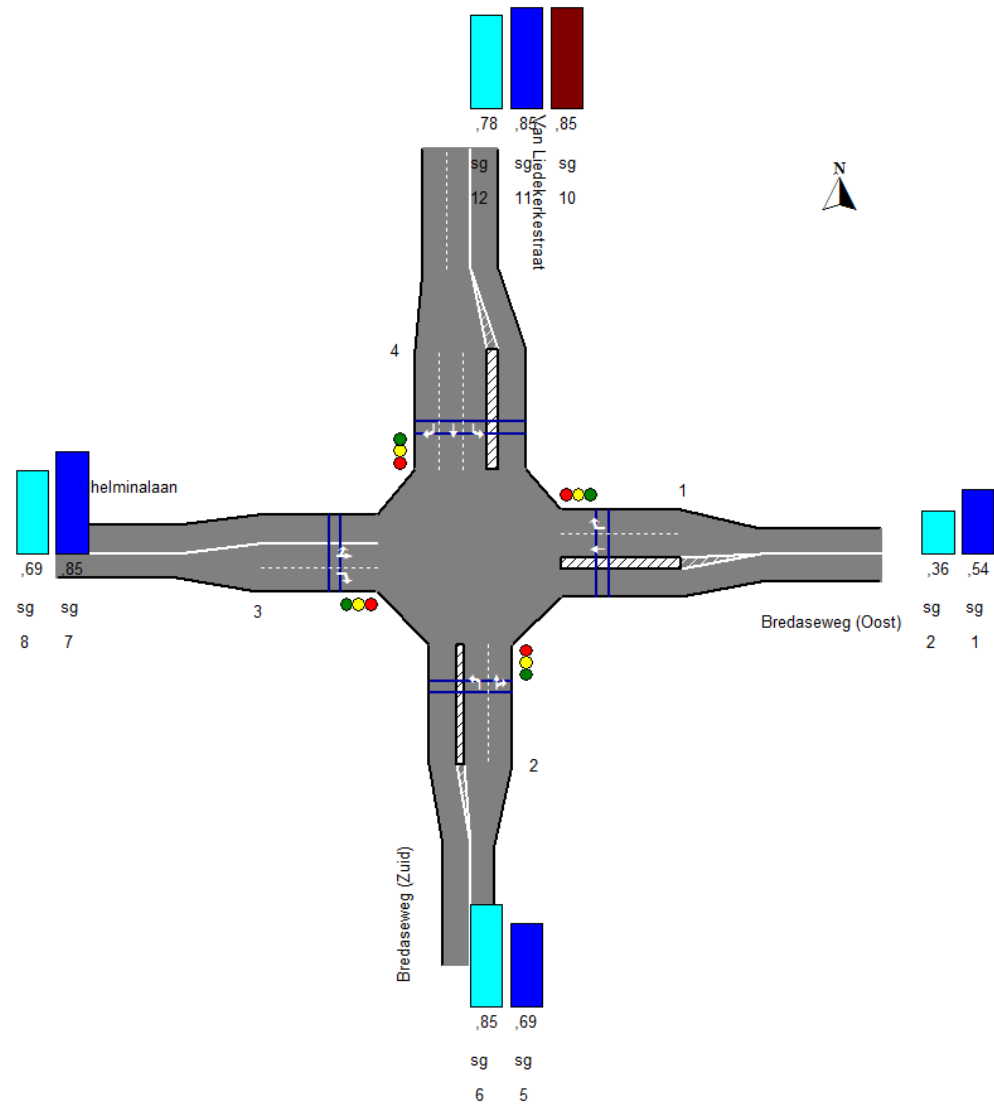 ,78 ,85 ,85
sg sg sg
12 11 10
Van Liedekerkestraat
N
4
1
helminalaan
,69 ,85
sg sg
8 7
3
,36 ,54
sg sg
2 1
Bredaseweg (Oost)
2
Bredaseweg (Zuid)
,85 ,69
sg sg
6 5